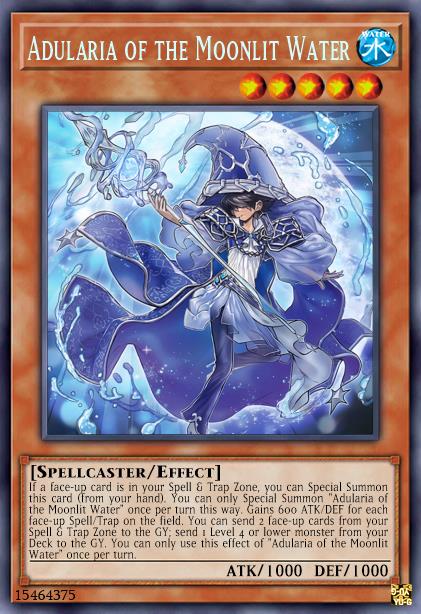 ADULARIA OF THE MOONLIT WATER
WATER
水
[SPELLCASTER/EFFECT]
If a face-up card is in your Spell & Trap Zone, you can Special Summon
this card (from your hand). You can only Special Summon "Adularia of
the Moonlit Water" once per turn this way. Gains 600 ATK/DEF for each
face-up Spell/Trap on the field. You can send 2 face-up cards from your
Spell & Trap Zone to the GY; send 1 Level 4 or lower monster from your
Deck to the GY. You can only use this effect of "Adularia of the Moonlit
Water" once per turn.
ATK/1000 DEF/1000
15464375